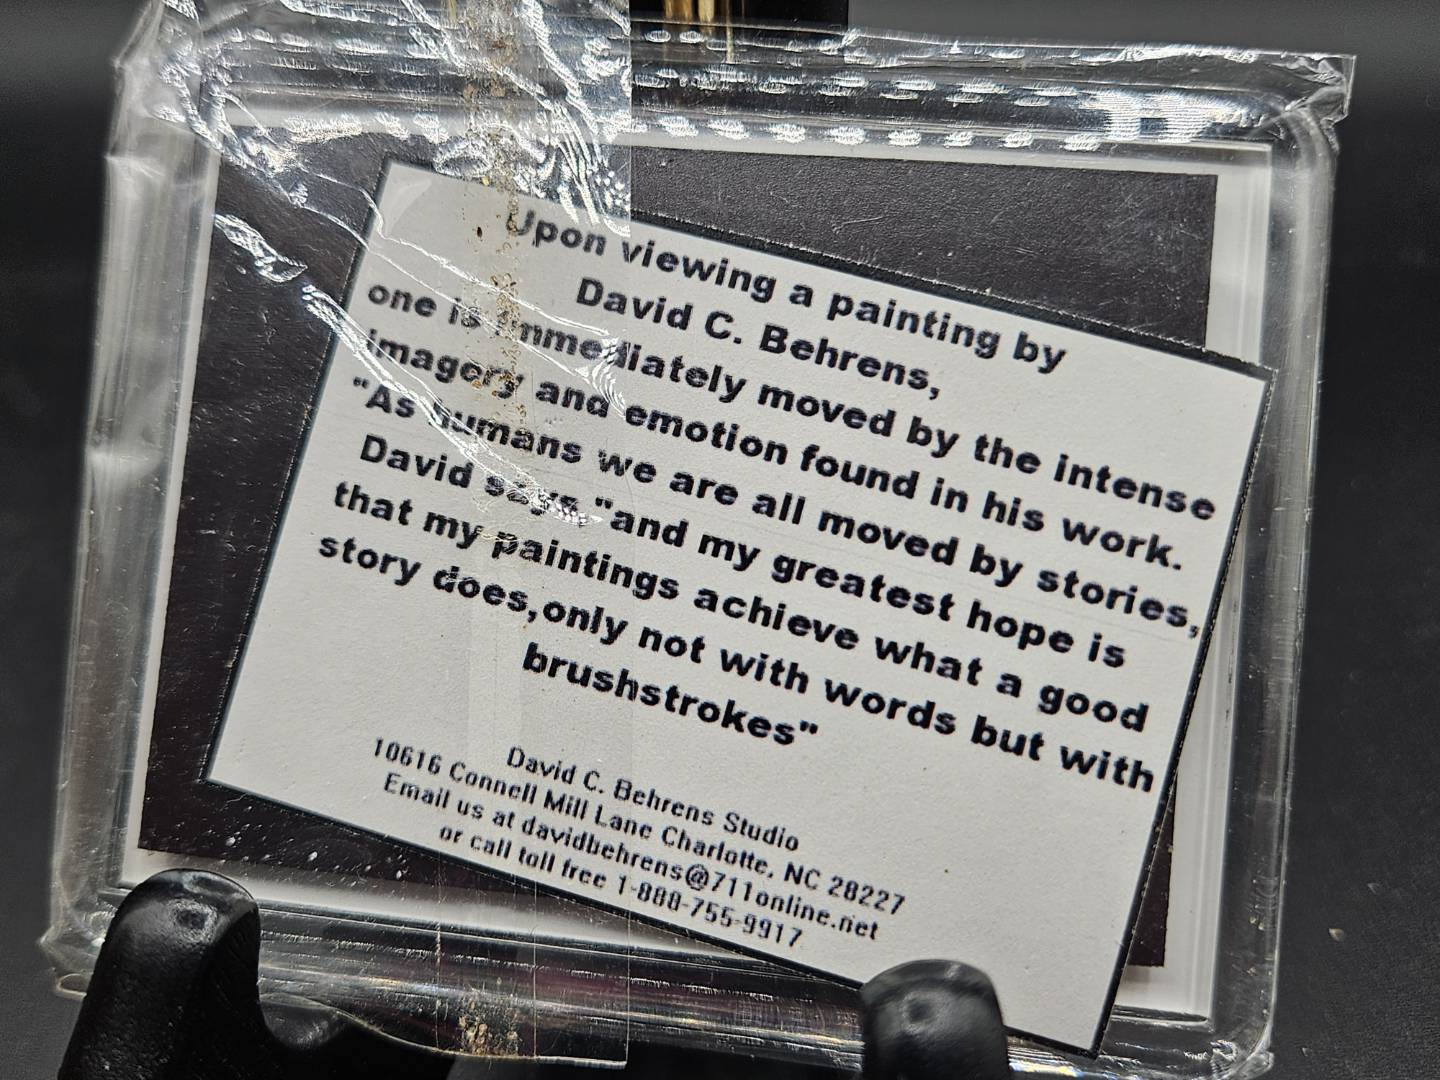 Upon viewing a painting by
David C. Behrens,
one is immediately moved by the intense
imagery and emotion found in his work.
"As humans we are all moved by stories,
David says, "and my greatest hope is
that my paintings achieve what a good
story does,only not with words but with
brushstrokes"
David C. Behrens Studio
10616 Connell Mill Lane Charlotte, NC 28227
Email us at davidbehrens@711online.net
or call toll free 1-880-755-9917